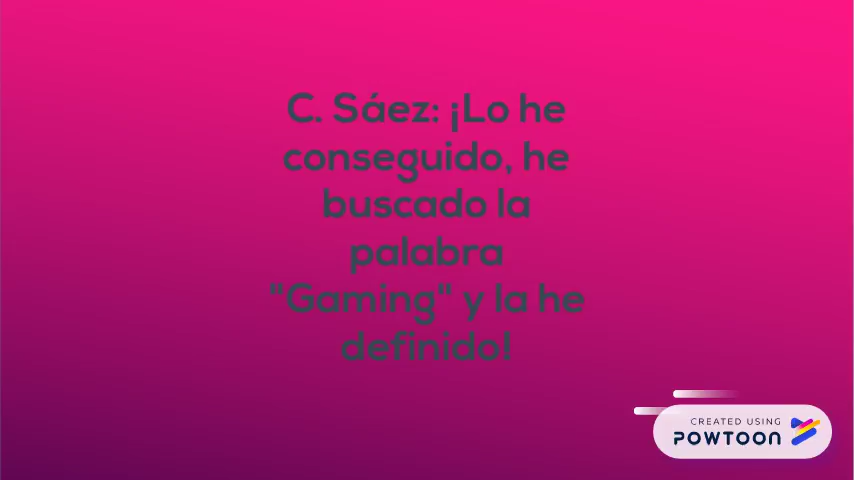 C. Sáez: ¡Lo he
conseguido, he
buscado la
palabra
"Gaming" y la he
definido!
CREATED USING
POWTOON